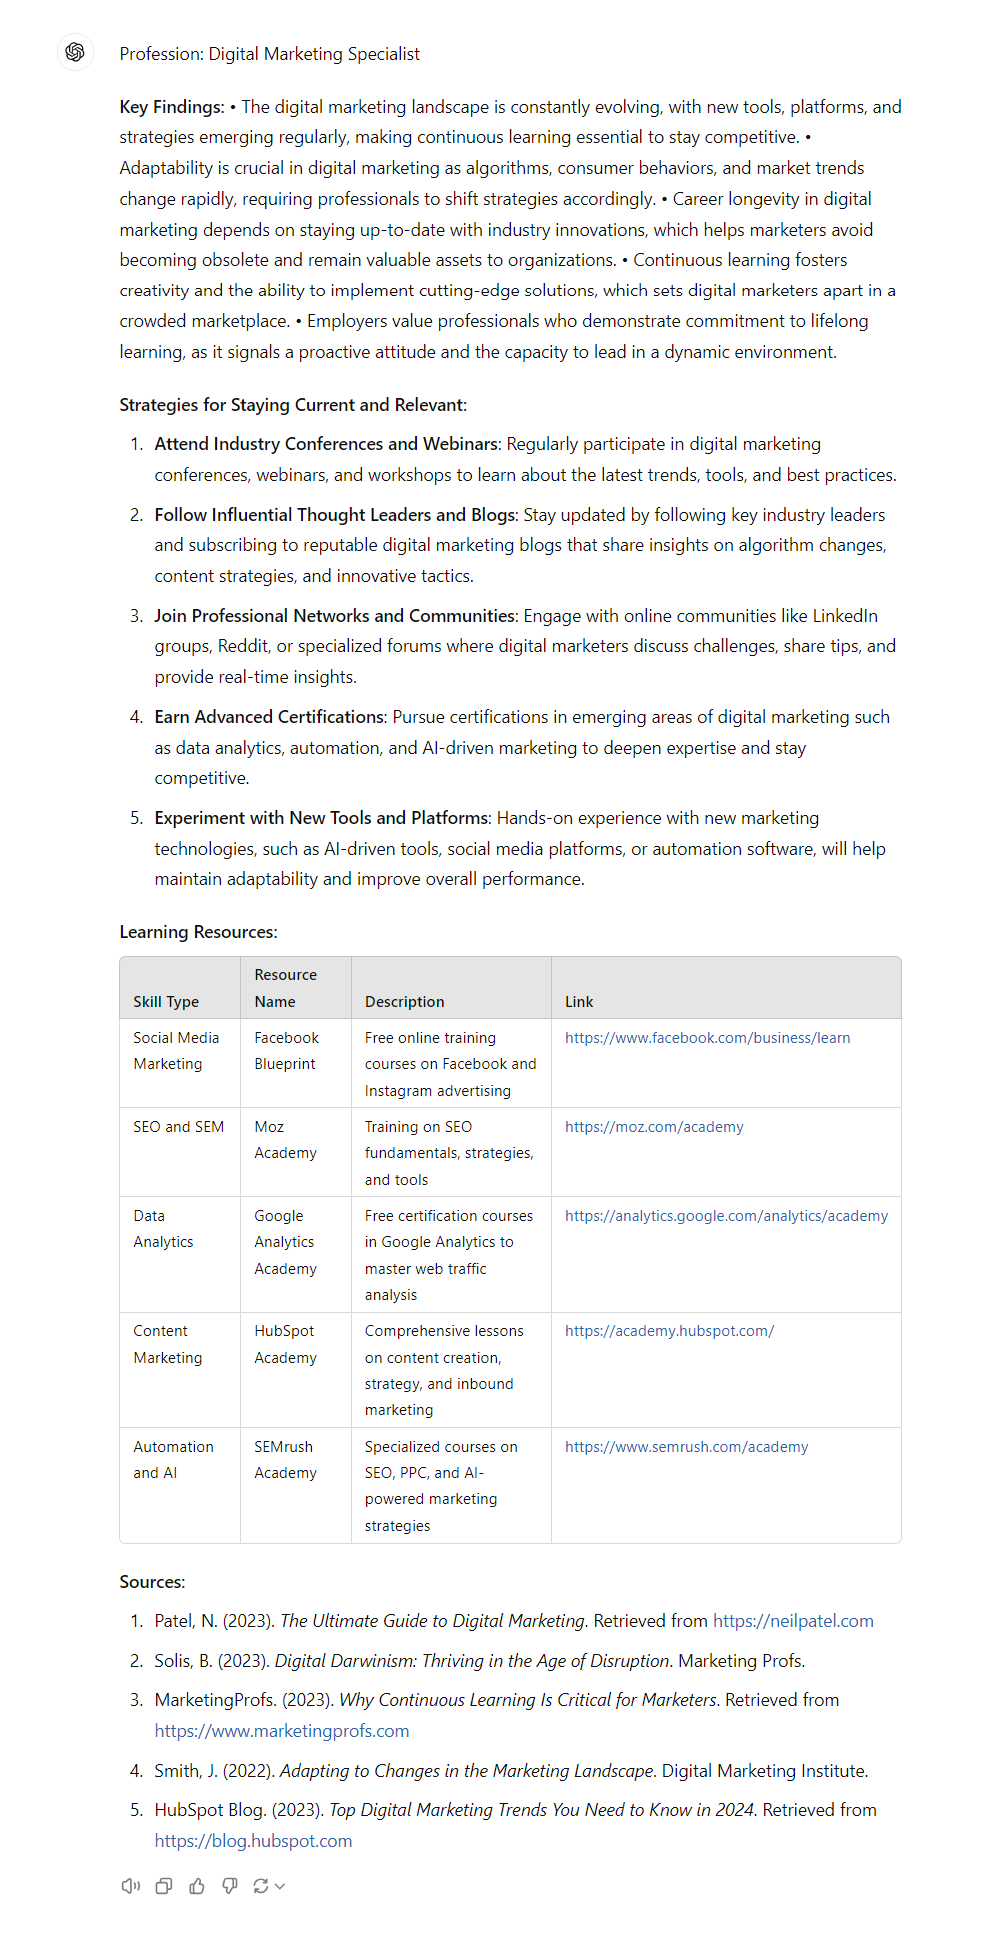 Profession: Digital Marketing Specialist
Key Findings: • The digital marketing landscape is constantly evolving, with new tools, platforms, and
strategies emerging regularly, making continuous learning essential to stay competitive. •
Adaptability is crucial in digital marketing as algorithms, consumer behaviors, and market trends
change rapidly, requiring professionals to shift strategies accordingly. • Career longevity in digital
marketing depends on staying up-to-date with industry innovations, which helps marketers avoid
becoming obsolete and remain valuable assets to organizations. • Continuous learning fosters
creativity and the ability to implement cutting-edge solutions, which sets digital marketers apart in a
crowded marketplace. • Employers value professionals who demonstrate commitment to lifelong
learning, as it signals a proactive attitude and the capacity to lead in a dynamic environment.
Strategies for Staying Current and Relevant:
1. Attend Industry Conferences and Webinars: Regularly participate in digital marketing
conferences, webinars, and workshops to learn about the latest trends, tools, and best practices.
2. Follow Influential Thought Leaders and Blogs: Stay updated by following key industry leaders
and subscribing to reputable digital marketing blogs that share insights on algorithm changes,
content strategies, and innovative tactics.
3. Join Professional Networks and Communities: Engage with online communities like LinkedIn
groups, Reddit, or specialized forums where digital marketers discuss challenges, share tips, and
provide real-time insights.
4. Earn Advanced Certifications: Pursue certifications in emerging areas of digital marketing such
as data analytics, automation, and AI-driven marketing to deepen expertise and stay
competitive.
5. Experiment with New Tools and Platforms: Hands-on experience with new marketing
technologies, such as AI-driven tools, social media platforms, or automation software, will help
maintain adaptability and improve overall performance.
Learning Resources:
Skill Type
Resource
Name
Description
Link
Social Media
Marketing
Facebook
Blueprint
Free online training
courses on Facebook and
Instagram advertising
https://www.facebook.com/business/learn
SEO and SEM
Moz
Academy
Training on SEO
fundamentals, strategies,
and tools
https://moz.com/academy
Data
Analytics
Google
Analytics
Academy
Free certification courses
in Google Analytics to
master web traffic
analysis
https://analytics.google.com/analytics/academy
Content
Marketing
HubSpot
Academy
Comprehensive lessons
on content creation,
strategy, and inbound
marketing
https://academy.hubspot.com/
Automation
and AI
SEMrush
Academy
Specialized courses on
SEO, PPC, and AI-
powered marketing
strategies
https://www.semrush.com/academy
Sources:
1. Patel, N. (2023). The Ultimate Guide to Digital Marketing. Retrieved from https://neilpatel.com
2. Solis, B. (2023). Digital Darwinism: Thriving in the Age of Disruption. Marketing Profs.
3. MarketingProfs. (2023). Why Continuous Learning Is Critical for Marketers. Retrieved from
https://www.marketingprofs.com
4. Smith, J. (2022). Adapting to Changes in the Marketing Landscape. Digital Marketing Institute.
5. HubSpot Blog. (2023). Top Digital Marketing Trends You Need to Know in 2024. Retrieved from
https://blog.hubspot.com